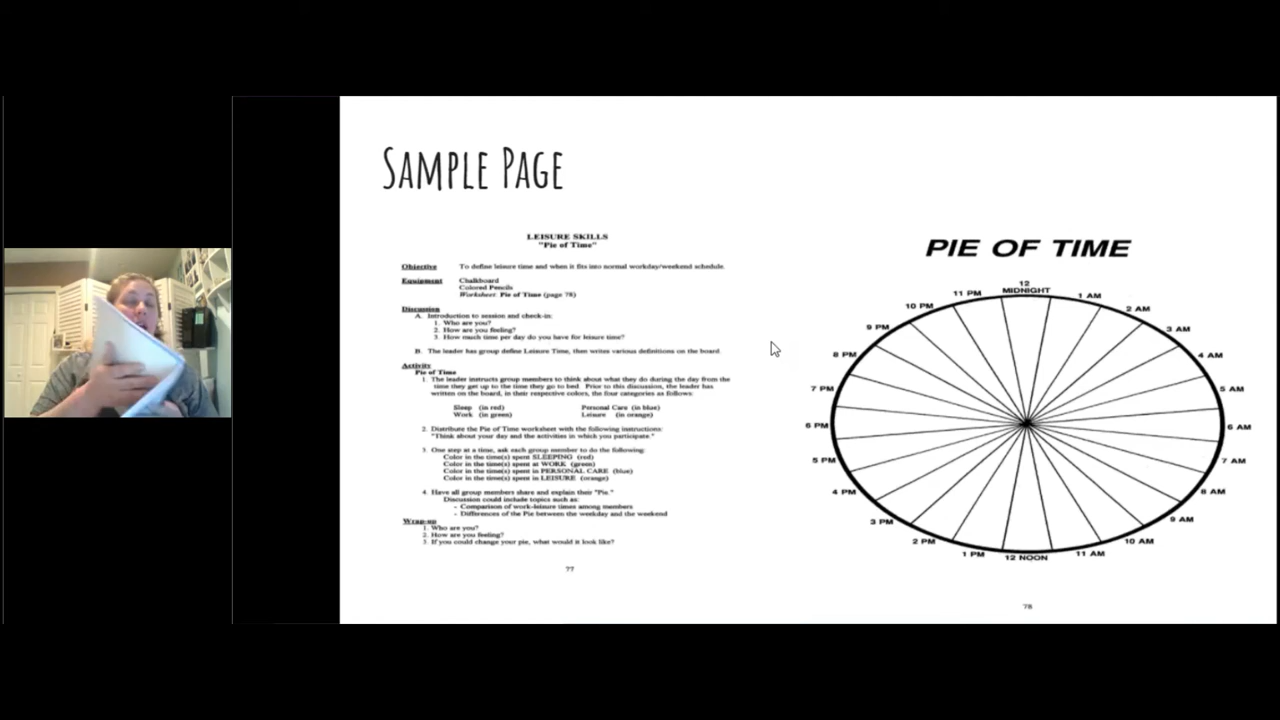 SAMPLE PAGE
LEISURE SKILLS
"Pie of Time"
Objective To define leisure time and when it fits into normal workday/weekend schedule.
Equipment Chalkboard
Colored Pencils
Worksheet: Pie of Time (page 78)
Discussion
A. Introduction to session and check-in:
1. Who are you?
2. How are you feeling?
3. How much time per day do you have for leisure time?
B. The leader has group define Leisure Time, then writes various definitions on the board.
Activity
Pie of Time
1. The leader instructs group members to think about what they do during the day from the
time they get up to the time they go to bed. Prior to this discussion, the leader has
written on the board, in their respective colors, the four categories as follows:
Sleep (in red) Personal Care (in blue)
Work (in green) Leisure (in orange)
2. Distribute the Pie of Time worksheet with the following instructions:
"Think about your day and the activities in which you participate."
3. One step at a time, ask each group member to do the following:
Color in the time(s) spent SLEEPING (red)
Color in the time(s) spent at WORK (green)
Color in the time(s) spent in PERSONAL CARE (blue)
Color in the time(s) spent in LEISURE (orange)
4. Have all group members share and explain their "Pie."
Discussion could include topics such as:
- Comparison of work-leisure times among members
- Differences of the Pie between the weekday and the weekend
Wrap-up
1. Who are you?
2. How are you feeling?
3. If you could change your pie, what would it look like?
77
PIE OF TIME
12
MIDNIGHT
1 AM
2 AM
3 AM
4 AM
5 AM
6 AM
7 AM
8 AM
9 AM
10 AM
11 AM
12 NOON
1 PM
2 PM
3 PM
4 PM
5 PM
6 PM
7 PM
8 PM
9 PM
10 PM
11 PM
78